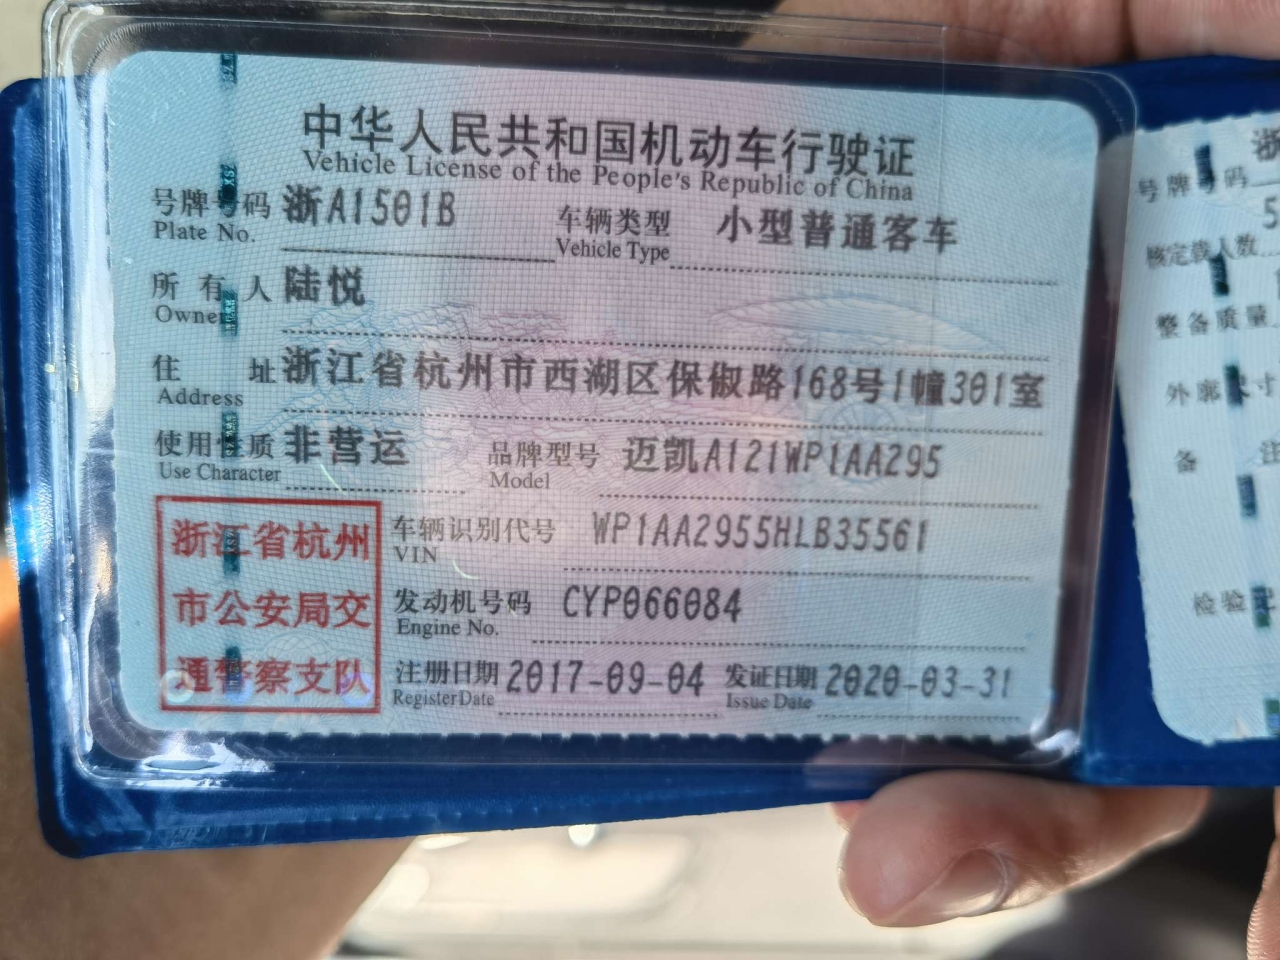 中华人民共和国机动车行驶证
Vehicle License of the People's Republic of China
号牌号码 浙A1501B 车辆类型 小型普通客车
Plate No. Vehicle Type
所有人 陆悦
Owner
住址 浙江省杭州市西湖区保俶路168号1幢301室
Address
使用性质 非营运 品牌型号 迈凯A121WP1AA295
Use Character Model
浙江省杭州
市公安局交
通警察支队
车辆识别代号 WP1AA2955HLB35561
VIN
发动机号码 CYP066084
Engine No.
注册日期 2017-09-04 发证日期 2020-03-31
Register Date Issue Date
号牌号码 浙
核定载人数 5
整备质量
外廓尺寸
备注
检验记